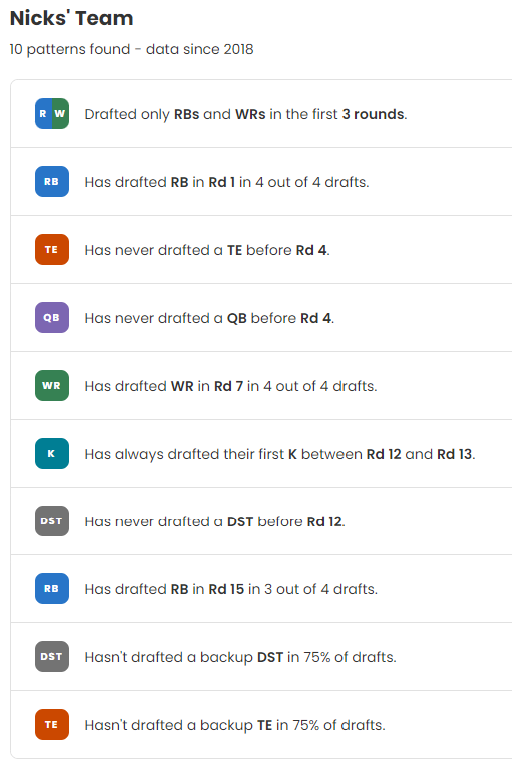 Nicks' Team
10 patterns found - data since 2018
R W Drafted only RBs and WRs in the first 3 rounds.
RB Has drafted RB in Rd 1 in 4 out of 4 drafts.
TE Has never drafted a TE before Rd 4.
QB Has never drafted a QB before Rd 4.
WR Has drafted WR in Rd 7 in 4 out of 4 drafts.
K Has always drafted their first K between Rd 12 and Rd 13.
DST Has never drafted a DST before Rd 12.
RB Has drafted RB in Rd 15 in 3 out of 4 drafts.
DST Hasn't drafted a backup DST in 75% of drafts.
TE Hasn't drafted a backup TE in 75% of drafts.